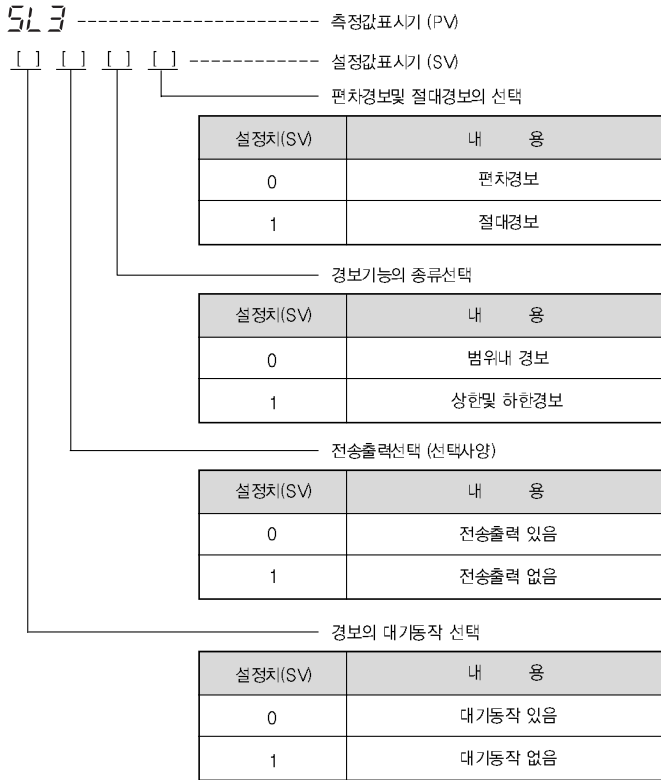 SL3 ---------------------- 측정값표시기 (PV)
[ ] [ ] [ ] [ ] ------------ 설정값표시기 (SV)
편차경보및 절대경보의 선택
설정치(SV) 내 용
0 편차경보
1 절대경보
경보기능의 종류선택
설정치(SV) 내 용
0 범위내 경보
1 상한및 하한경보
전송출력선택 (선택사양)
설정치(SV) 내 용
0 전송출력 있음
1 전송출력 없음
경보의 대기동작 선택
설정치(SV) 내 용
0 대기동작 있음
1 대기동작 없음